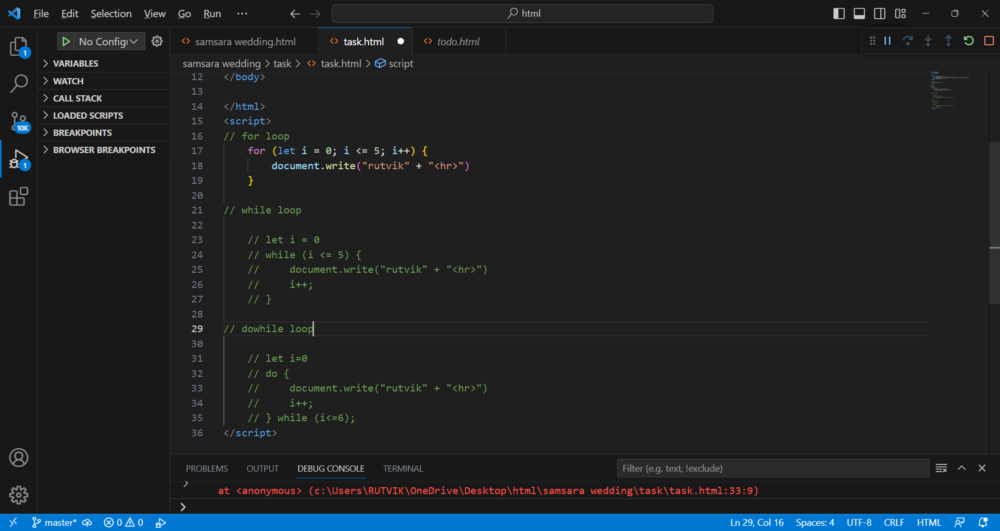 File Edit Selection View Go Run ··· html
No Configu
samsara wedding.html task.html todo.html
VARIABLES
WATCH
CALL STACK
LOADED SCRIPTS
BREAKPOINTS
BROWSER BREAKPOINTS
1
10K
1
samsara wedding > task > task.html > script
12 </body>
13
14 </html>
15 <script>
16 // for loop
17 for (let i = 0; i <= 5; i++) {
18 document.write("rutvik" + "<hr>")
19 }
20
21 // while loop
22
23 // let i = 0
24 // while (i <= 5) {
25 // document.write("rutvik" + "<hr>")
26 // i++;
27 // }
28
29 // dowhile loop
30
31 // let i=0
32 // do {
33 // document.write("rutvik" + "<hr>")
34 // i++;
35 // } while (i<=6);
36 </script>
PROBLEMS OUTPUT DEBUG CONSOLE TERMINAL Filter (e.g. text, !exclude)
at <anonymous> (c:\Users\RUTVIK\OneDrive\Desktop\html\samsara wedding\task\task.html:33:9)
master* 0 0 Ln 29, Col 16 Spaces: 4 UTF-8 CRLF HTML